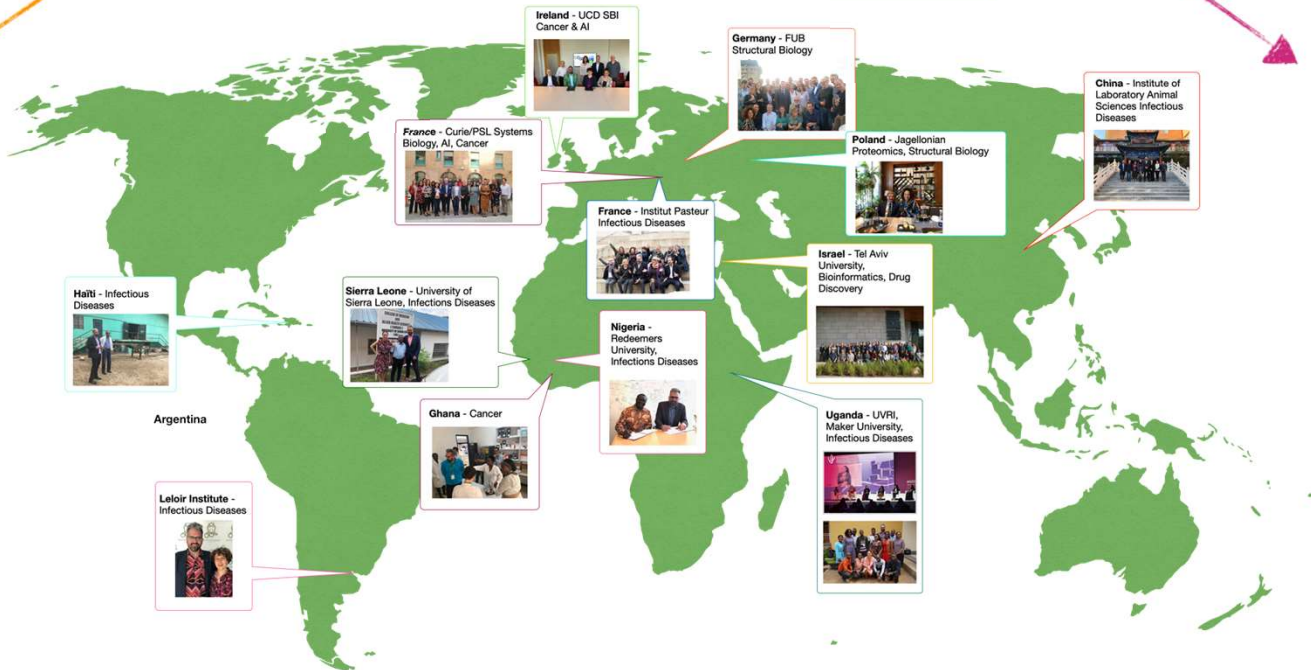 Ireland - UCD SBI
Cancer & AI
Germany - FUB
Structural Biology
China - Institute of
Laboratory Animal
Sciences Infectious
Diseases
France - Curie/PSL Systems
Biology, AI, Cancer
Poland - Jagellonian
Proteomics, Structural Biology
France - Institut Pasteur
Infectious Diseases
Israel - Tel Aviv
University,
Bioinformatics, Drug
Discovery
Haïti - Infectious
Diseases
Sierra Leone - University of
Sierra Leone, Infections Diseases
Nigeria -
Redeemers
University,
Infections Diseases
Ghana - Cancer
Uganda - UVRI,
Maker University,
Infectious Diseases
Argentina
Leloir Institute -
Infectious Diseases